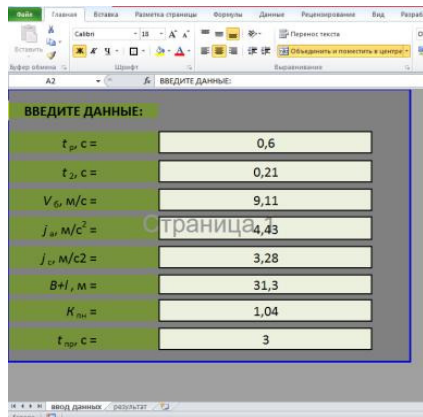 Файл Главная Вставка Разметка страницы Формулы Данные Рецензирование Вид Разраб
Вставить Calibri 18 Перенос текста
Ж К Ч Объединить и поместить в центре
Буфер обмена Шрифт Выравнивание
A2 fx ВВЕДИТЕ ДАННЫЕ:
ВВЕДИТЕ ДАННЫЕ:
t р, с = 0,6
t 2, с = 0,21
V б, м/с = 9,11
j а, м/с² = 4,43
Страница 1
j с, м/с2 = 3,28
B+l , м = 31,3
К пн = 1,04
t пр, с = 3
ввод данных результат